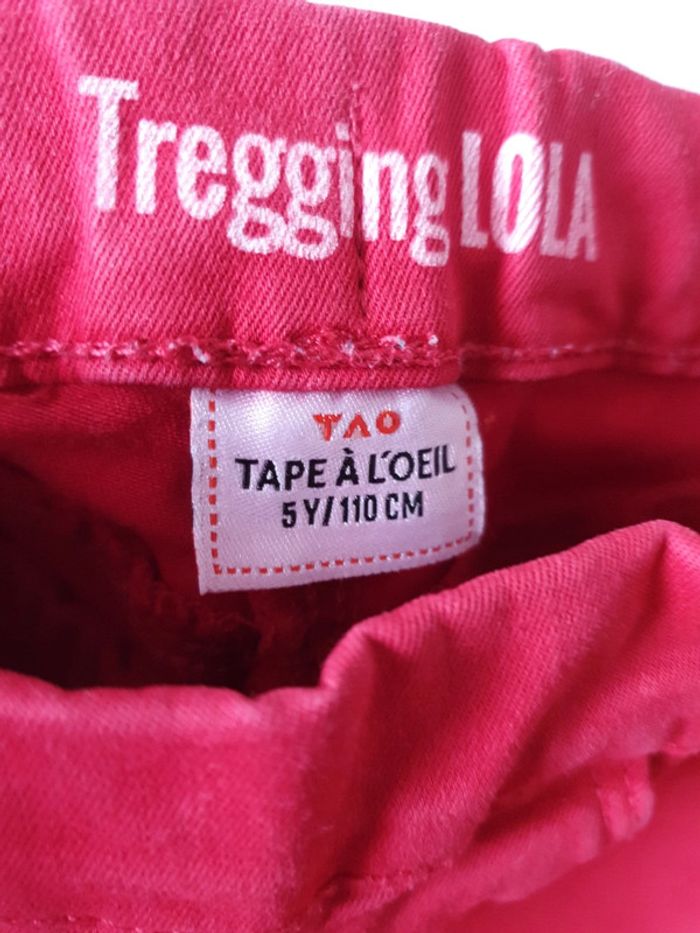 Tregging LOLA
TAO
TAPE À L'OEIL
5 Y/110 CM